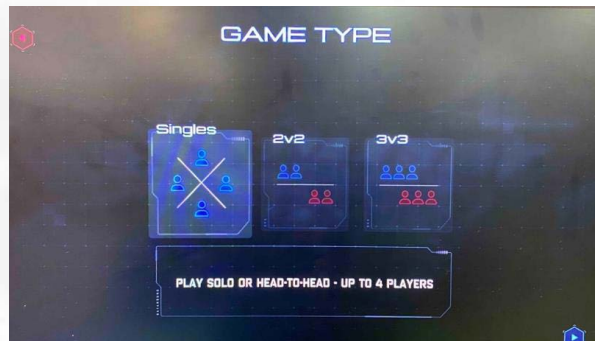 GAME TYPE
Singles
2v2
3v3
PLAY SOLO OR HEAD-TO-HEAD - UP TO 4 PLAYERS